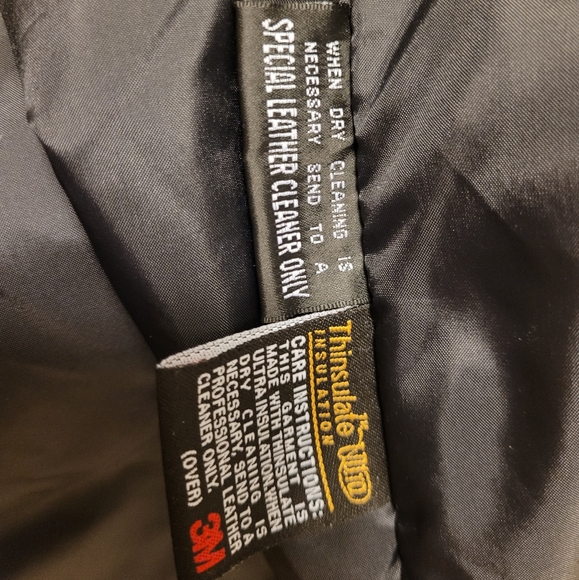 WHEN DRY CLEANING IS
NECESSARY SEND TO A
SPECIAL LEATHER CLEANER ONLY
Thinsulate Ultra
INSULATION
CARE INSTRUCTIONS:
THIS GARMENT IS
MADE WITH THINSULATE
ULTRA INSULATION. WHEN
DRY CLEANING IS
NECESSARY, SEND TO A
PROFESSIONAL LEATHER
CLEANER ONLY.
(OVER)
3M